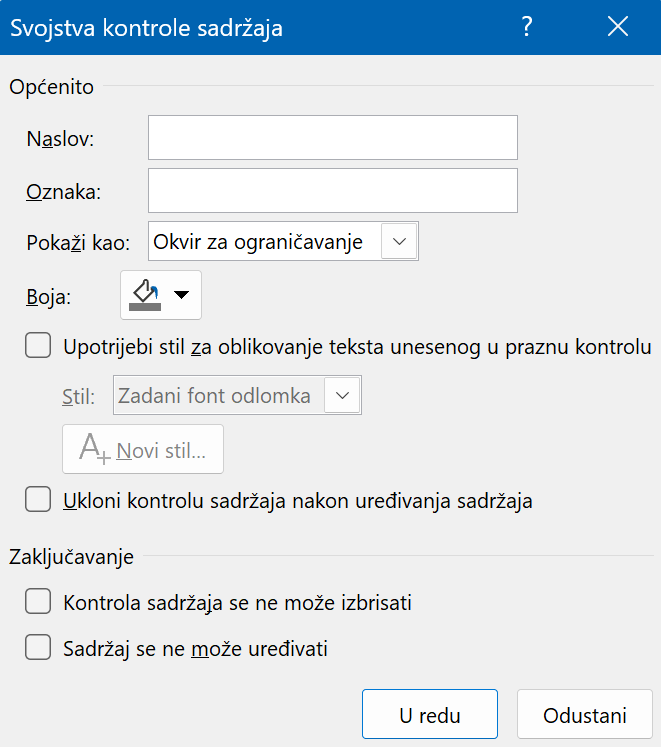 Svojstva kontrole sadržaja ?
Općenito
Naslov:
Oznaka:
Pokaži kao: Okvir za ograničavanje
Boja:
Upotrijebi stil za oblikovanje teksta unesenog u praznu kontrolu
Stil: Zadani font odlomka
A+ Novi stil...
Ukloni kontrolu sadržaja nakon uređivanja sadržaja
Zaključavanje
Kontrola sadržaja se ne može izbrisati
Sadržaj se ne može uređivati
U redu Odustani